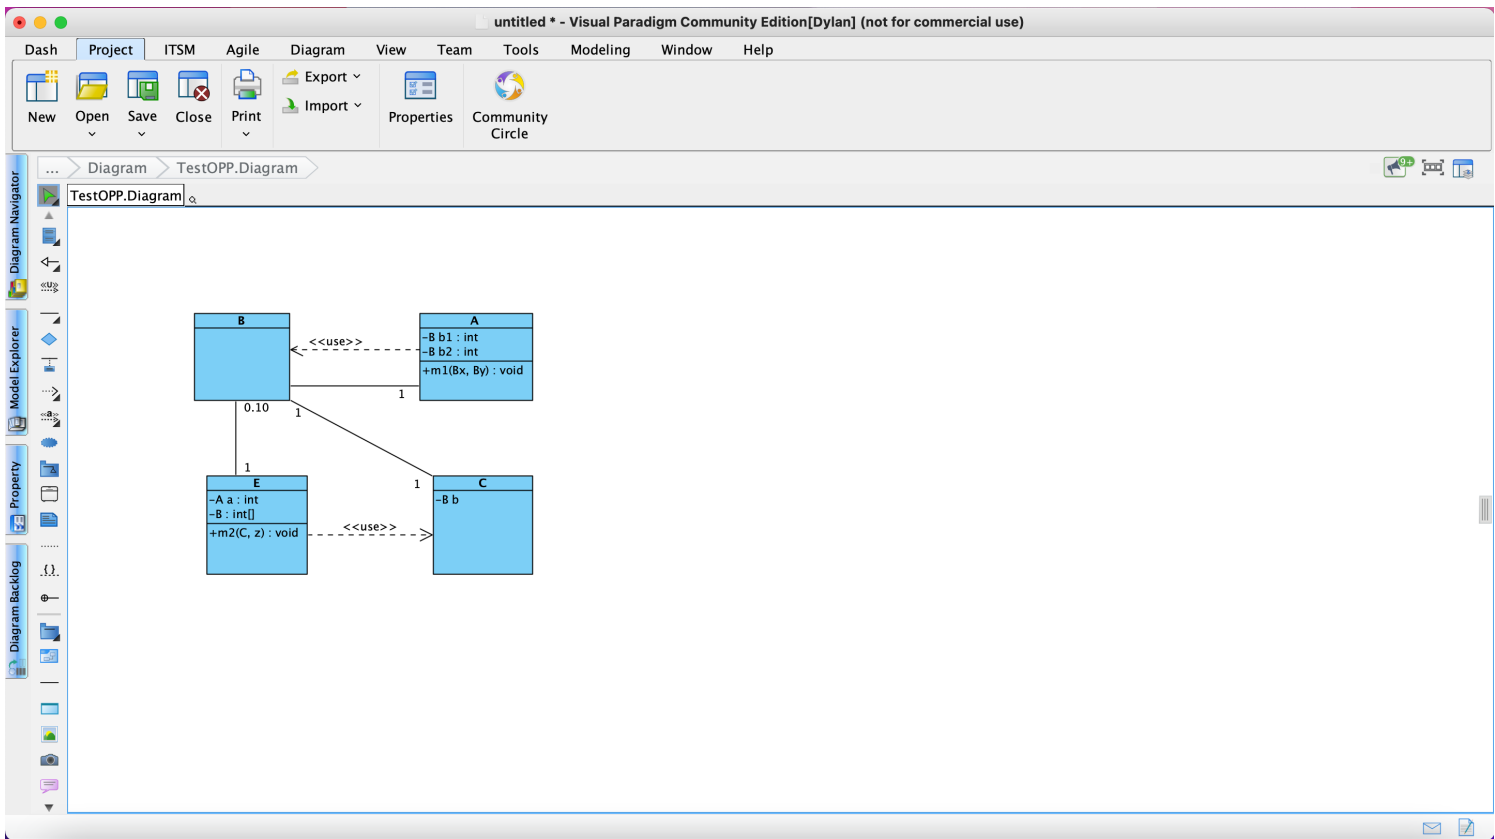 untitled * - Visual Paradigm Community Edition[Dylan] (not for commercial use)
Dash Project ITSM Agile Diagram View Team Tools Modeling Window Help
New Open Save Close Print Export Import Properties Community Circle
... Diagram TestOPP.Diagram
9+
TestOPP.Diagram
Diagram Navigator
Model Explorer
Property
Diagram Backlog
<<U>>
<<a>>
{}
B
A
-B b1 : int
-B b2 : int
+m1(Bx, By) : void
<<use>>
1
0.10
1
1
1
E
-A a : int
-B : int[]
+m2(C, z) : void
<<use>>
C
-B b